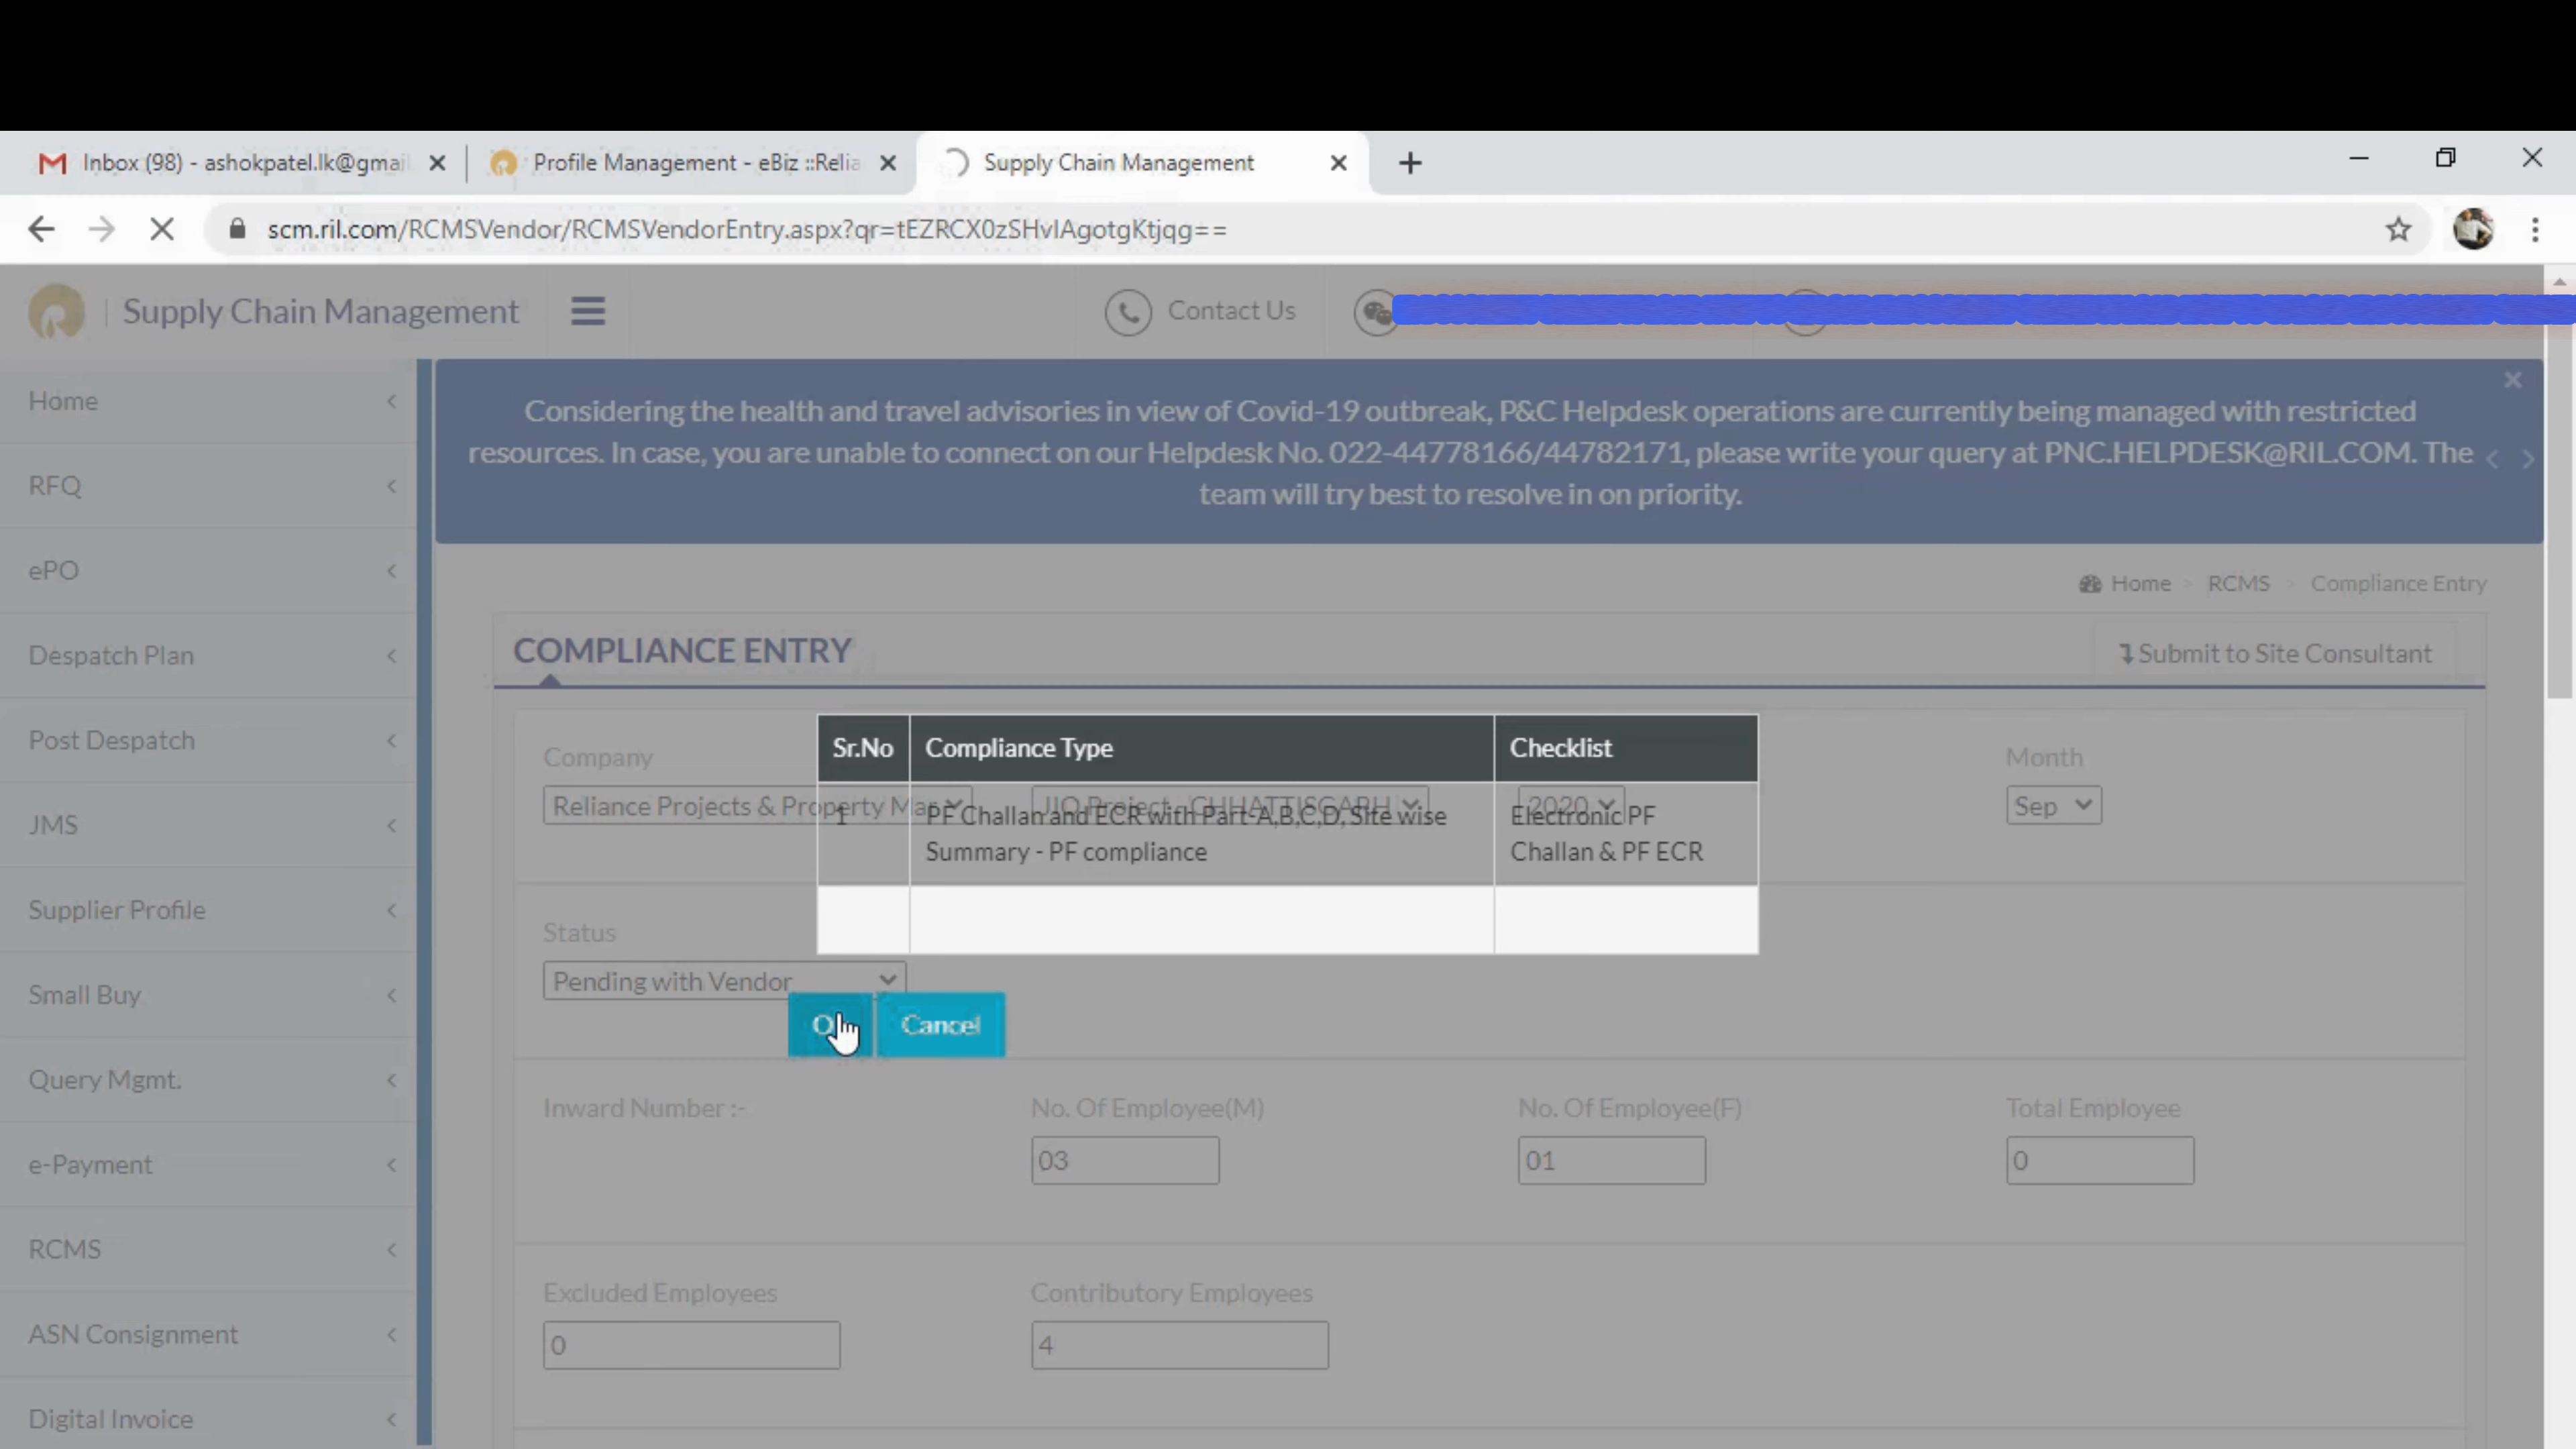 Inbox (98) - ashokpatel.lk@gmail
Profile Management - eBiz ::Relia
Supply Chain Management
scm.ril.com/RCMSVendor/RCMSVendorEntry.aspx?qr=tEZRCX0zSHvIAgotgKtjqg==
Supply Chain Management
Contact Us
Considering the health and travel advisories in view of Covid-19 outbreak, P&C Helpdesk operations are currently being managed with restricted
resources. In case, you are unable to connect on our Helpdesk No. 022-44778166/44782171, please write your query at PNC.HELPDESK@RIL.COM. The
team will try best to resolve in on priority.
Home
RFQ
ePO
Despatch Plan
Post Despatch
JMS
Supplier Profile
Small Buy
Query Mgmt.
e-Payment
RCMS
ASN Consignment
Digital Invoice
Home > RCMS > Compliance Entry
COMPLIANCE ENTRY
Submit to Site Consultant
Sr.No Compliance Type Checklist
1 PF Challan and ECR with Part-A,B,C,D, Site wise Electronic PF
Summary - PF compliance Challan & PF ECR
Company Month
Reliance Projects & Property Man JIO Project - CHHATTISGARH 2020 Sep
Status
Pending with Vendor
Cancel
Inward Number :- No. Of Employee(M) No. Of Employee(F) Total Employee
03 01 0
Excluded Employees Contributory Employees
0 4